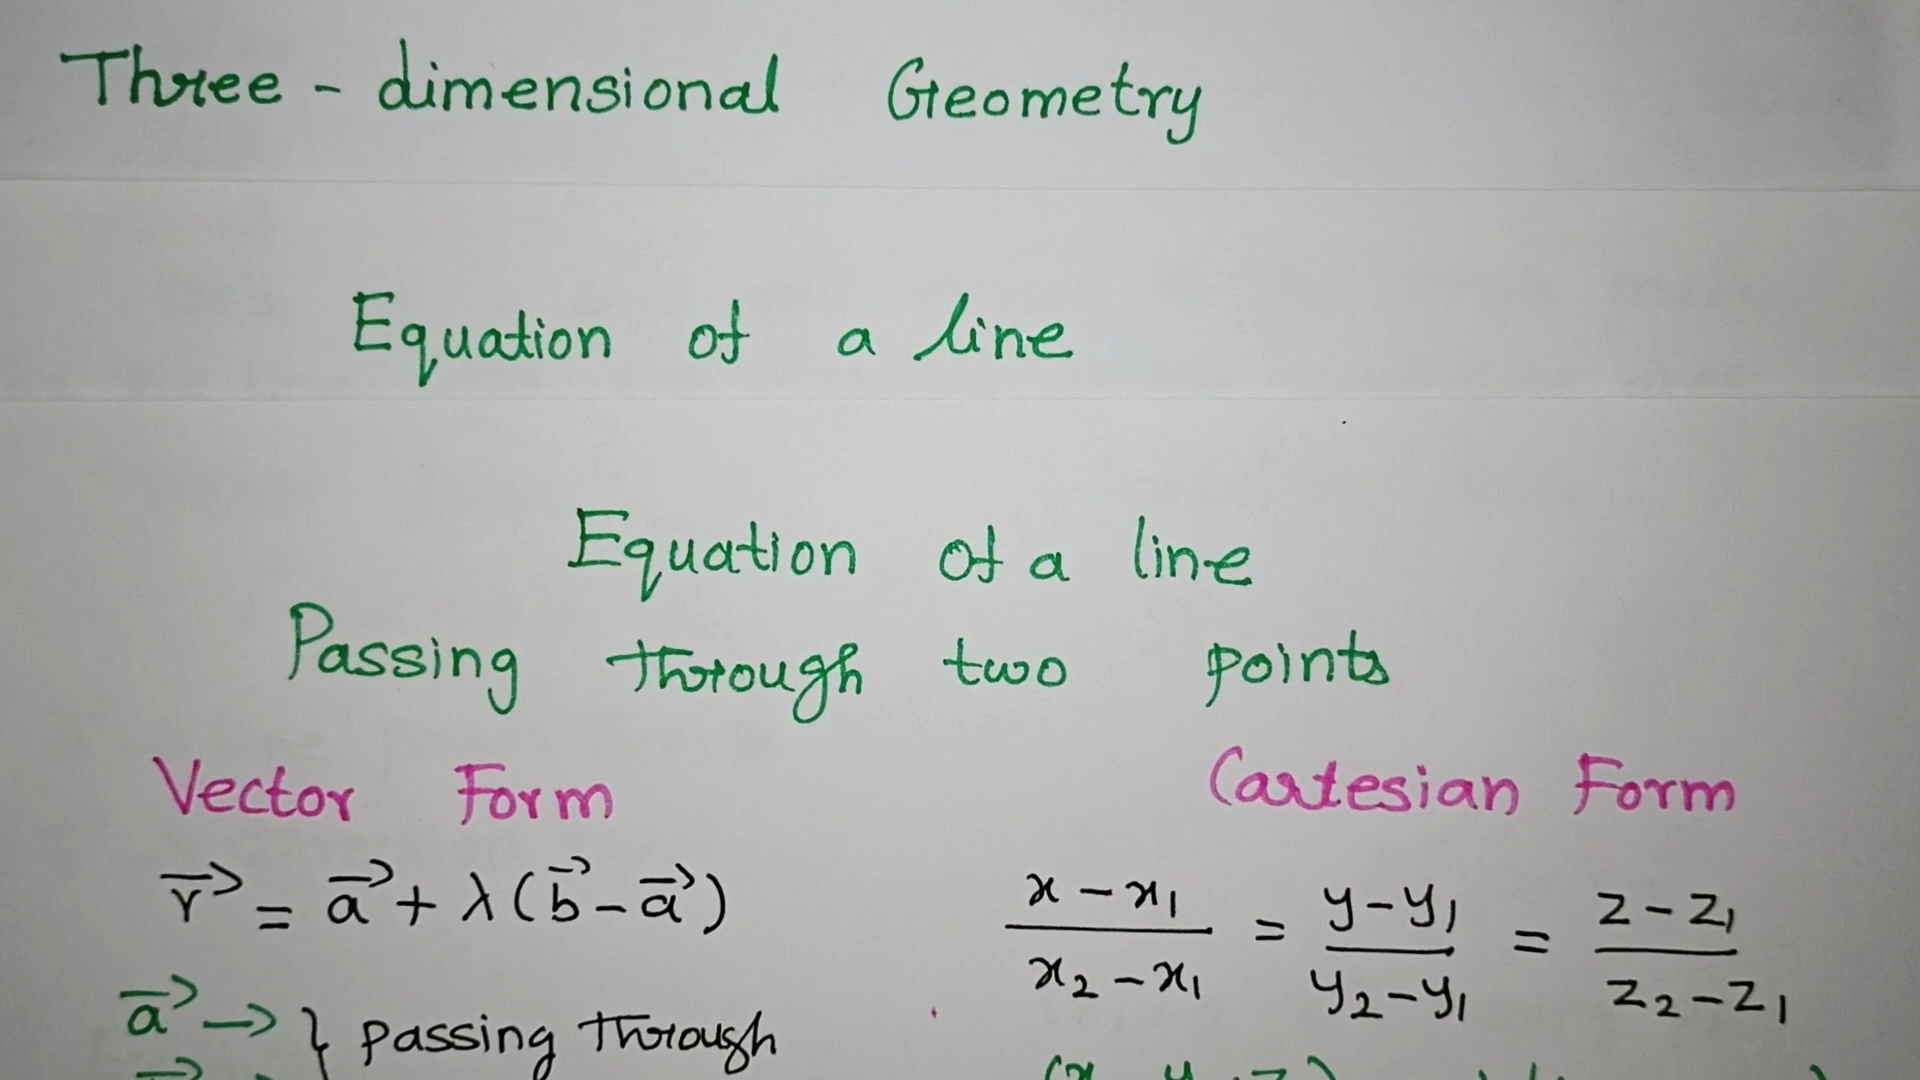 Three - dimensional Geometry
Equation of a line
Equation of a line
Passing through two points
Vector Form
Cartesian Form
r⃗ = a⃗ + λ(b⃗ - a⃗)
(x - x₁)/(x₂ - x₁) = (y - y₁)/(y₂ - y₁) = (z - z₁)/(z₂ - z₁)
a⃗ → } passing through